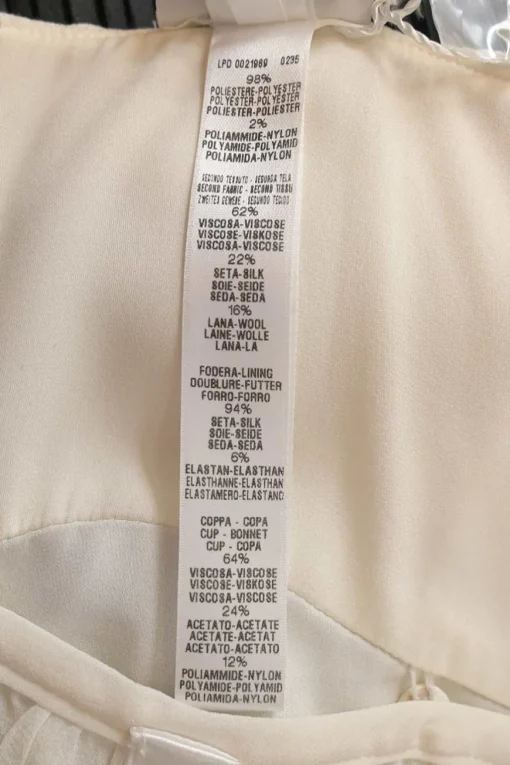 LPD 0021969 0235
98%
POLIESTERE-POLYESTER
POLYESTER-POLYESTER
POLIESTER-POLIESTER
2%
POLIAMMIDE-NYLON
POLYAMIDE-POLYAMID
POLIAMIDA-NYLON
SECONDO TESSUTO - SEGUNDA TELA
SECOND FABRIC - SECOND TISSU
ZWEITES GEWEBE - SEGUNDO TECIDO
62%
VISCOSA-VISCOSE
VISCOSE-VISKOSE
VISCOSA-VISCOSE
22%
SETA-SILK
SOIE-SEIDE
SEDA-SEDA
16%
LANA-WOOL
LAINE-WOLLE
LANA-LA
FODERA-LINING
DOUBLURE-FUTTER
FORRO-FORRO
94%
SETA-SILK
SOIE-SEIDE
SEDA-SEDA
6%
ELASTAN-ELASTHAN
ELASTHANNE-ELASTHAN
ELASTAMERO-ELASTANO
COPPA - COPA
CUP - BONNET
CUP - COPA
64%
VISCOSA-VISCOSE
VISCOSE-VISKOSE
VISCOSA-VISCOSE
24%
ACETATO-ACETATE
ACETATE-ACETAT
ACETATO-ACETATO
12%
POLIAMMIDE-NYLON
POLYAMIDE-POLYAMID
POLIAMIDA-NYLON